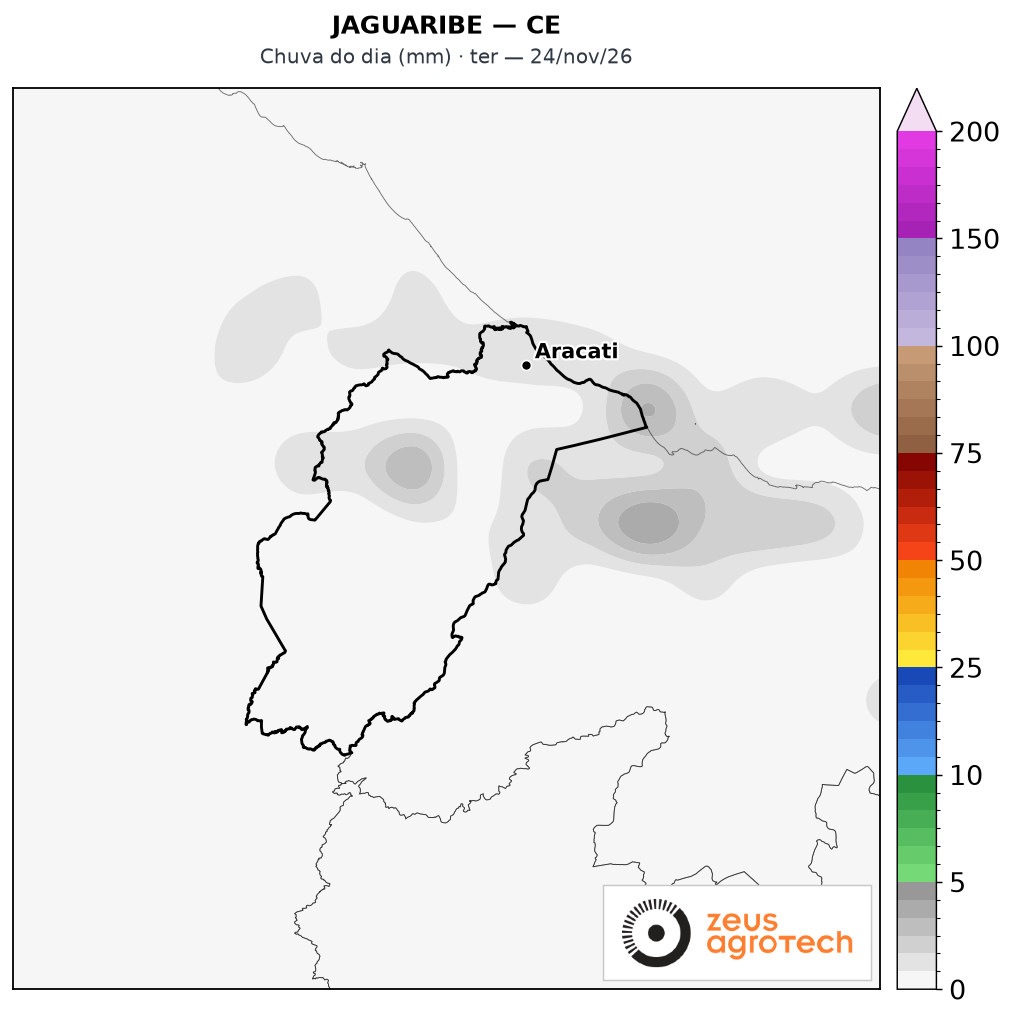 JAGUARIBE — CE
Chuva do dia (mm) · ter — 24/nov/26
Aracati
200
150
100
75
50
25
10
5
0
zeus
agrotech